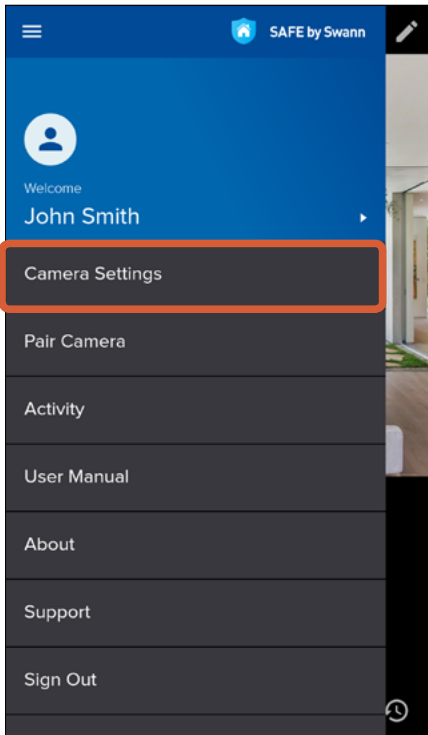 SAFE by Swann
Welcome
John Smith
Camera Settings
Pair Camera
Activity
User Manual
About
Support
Sign Out